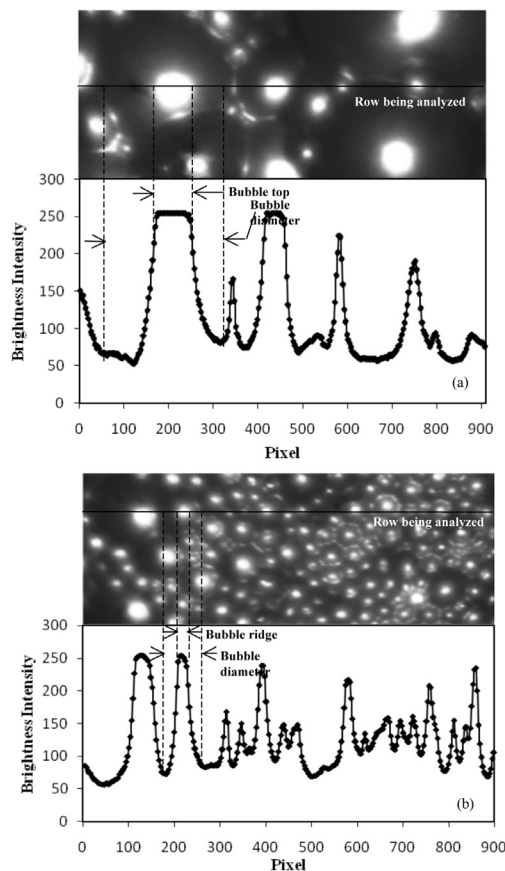 Row being analyzed
300
Bubble top
250
Bubble
diameter
200
150
100
50
0
Brightness Intensity
(a)
0 100 200 300 400 500 600 700 800 900
Pixel
Row being analyzed
300
Bubble ridge
250
Bubble
diameter
200
150
100
50
0
Brightness Intensity
(b)
0 100 200 300 400 500 600 700 800 900
Pixel